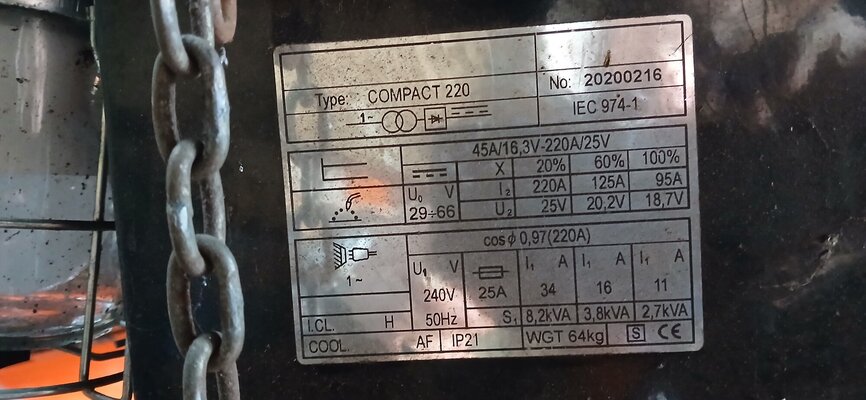 Type: COMPACT 220 No: 20200216
1~ IEC 974-1
45A/16,3V-220A/25V
X 20% 60% 100%
U₀ V I₂ 220A 125A 95A
29÷66 U₂ 25V 20,2V 18,7V
cosϕ 0,97(220A)
1~ U₁ V I₁ A I₁ A I₁ A
240V 25A 34 16 11
I.CL. H 50Hz S₁ 8,2kVA 3,8kVA 2,7kVA
COOL. AF IP21 WGT 64kg S CE